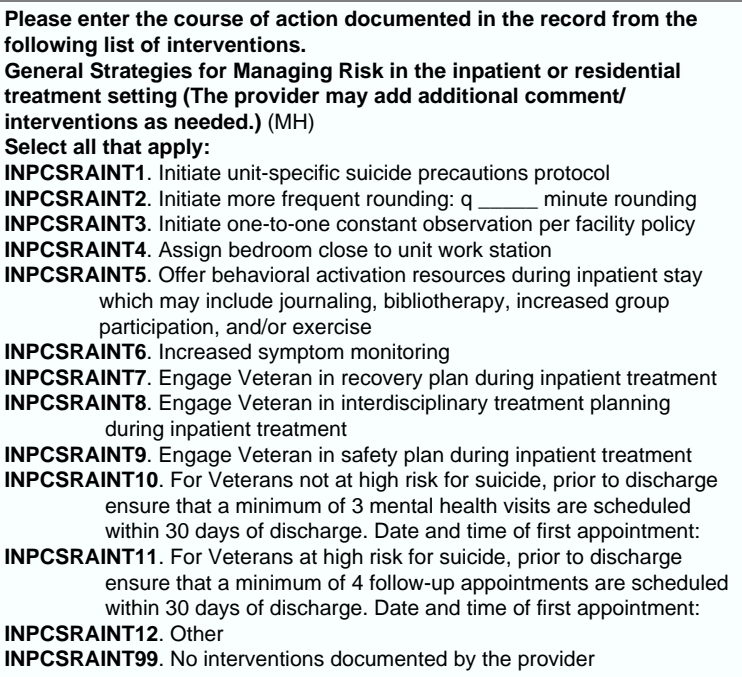 Please enter the course of action documented in the record from the
following list of interventions.
General Strategies for Managing Risk in the inpatient or residential
treatment setting (The provider may add additional comment/
interventions as needed.) (MH)
Select all that apply:
INPCSRAINT1. Initiate unit-specific suicide precautions protocol
INPCSRAINT2. Initiate more frequent rounding: q _____ minute rounding
INPCSRAINT3. Initiate one-to-one constant observation per facility policy
INPCSRAINT4. Assign bedroom close to unit work station
INPCSRAINT5. Offer behavioral activation resources during inpatient stay
which may include journaling, bibliotherapy, increased group
participation, and/or exercise
INPCSRAINT6. Increased symptom monitoring
INPCSRAINT7. Engage Veteran in recovery plan during inpatient treatment
INPCSRAINT8. Engage Veteran in interdisciplinary treatment planning
during inpatient treatment
INPCSRAINT9. Engage Veteran in safety plan during inpatient treatment
INPCSRAINT10. For Veterans not at high risk for suicide, prior to discharge
ensure that a minimum of 3 mental health visits are scheduled
within 30 days of discharge. Date and time of first appointment:
INPCSRAINT11. For Veterans at high risk for suicide, prior to discharge
ensure that a minimum of 4 follow-up appointments are scheduled
within 30 days of discharge. Date and time of first appointment:
INPCSRAINT12. Other
INPCSRAINT99. No interventions documented by the provider